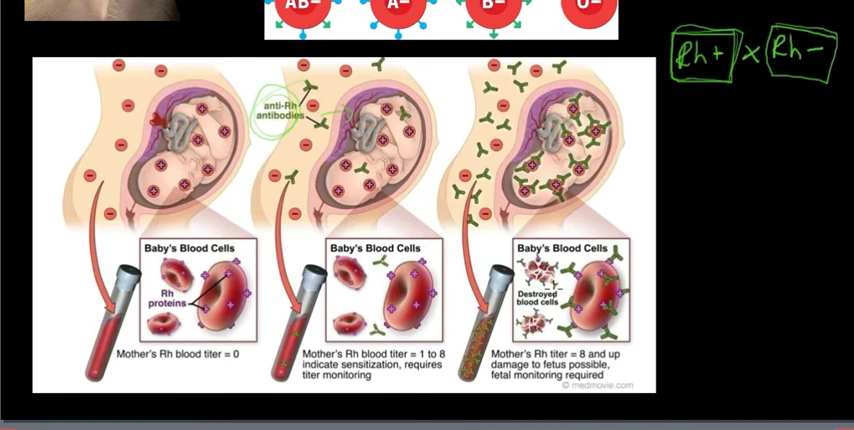 AB-
A-
B-
O-
Rh+ x Rh-
anti-Rh
antibodies
Baby's Blood Cells
Rh
proteins
Mother's Rh blood titer = 0
Baby's Blood Cells
Mother's Rh blood titer = 1 to 8
indicate sensitization, requires
titer monitoring
Baby's Blood Cells
Destroyed
blood cells
Mother's Rh titer = 8 and up
damage to fetus possible,
fetal monitoring required
© medmovie.com